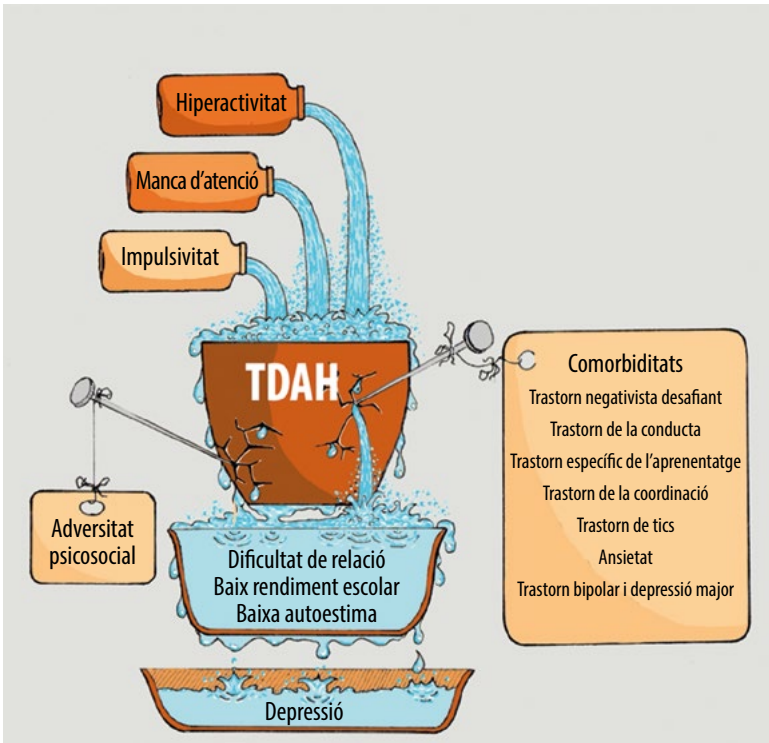 Hiperactivitat
Manca d'atenció
Impulsivitat
TDAH
Adversitat
psicosocial
Comorbiditats
Trastorn negativista desafiant
Trastorn de la conducta
Trastorn específic de l'aprenentatge
Trastorn de la coordinació
Trastorn de tics
Ansietat
Trastorn bipolar i depressió major
Dificultat de relació
Baix rendiment escolar
Baixa autoestima
Depressió